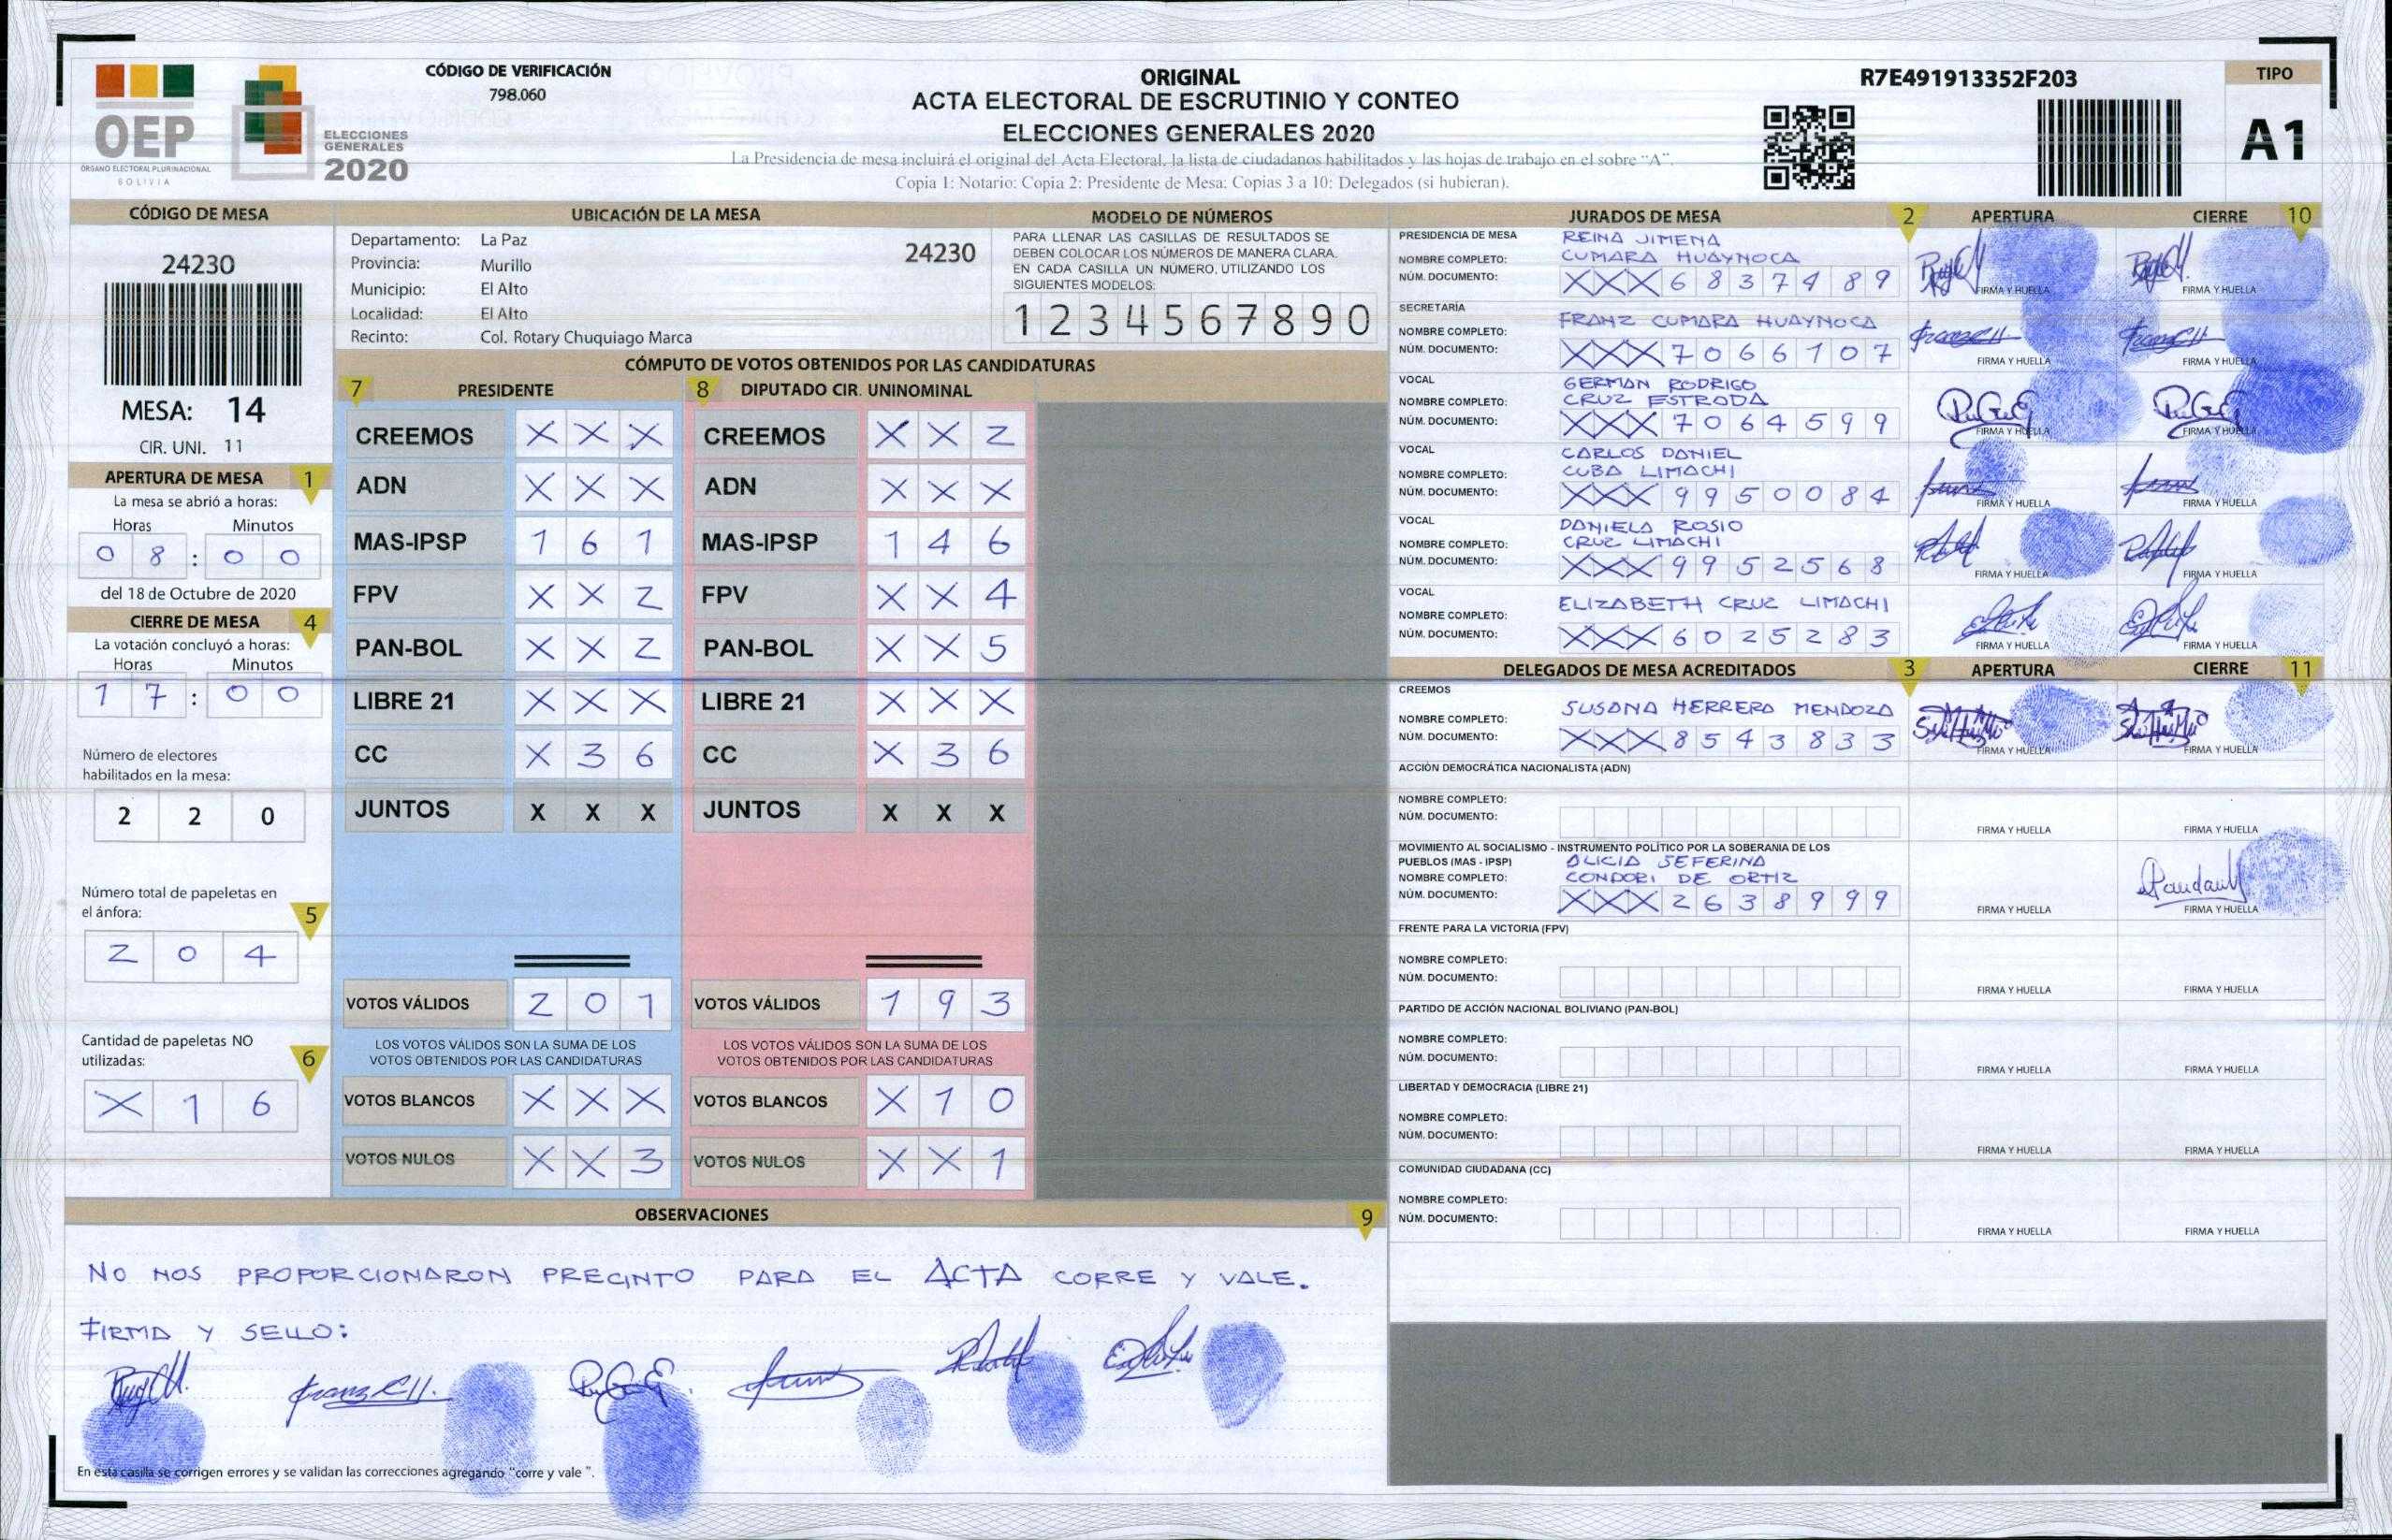 OEP
ÓRGANO ELECTORAL PLURINACIONAL
BOLIVIA
ELECCIONES
GENERALES
2020
CÓDIGO DE VERIFICACIÓN
798.060
ORIGINAL
ACTA ELECTORAL DE ESCRUTINIO Y CONTEO
ELECCIONES GENERALES 2020
La Presidencia de mesa incluirá el original del Acta Electoral, la lista de ciudadanos habilitados y las hojas de trabajo en el sobre "A".
Copia 1: Notario: Copia 2: Presidente de Mesa: Copias 3 a 10: Delegados (si hubieran).
R7E491913352F203
TIPO
A1
CÓDIGO DE MESA
24230
MESA: 14
CIR. UNI. 11
APERTURA DE MESA 1
La mesa se abrió a horas:
Horas Minutos
0 8 : 0 0
del 18 de Octubre de 2020
CIERRE DE MESA 4
La votación concluyó a horas:
Horas Minutos
1 7 : 0 0
Número de electores
habilitados en la mesa:
2 2 0
Número total de papeletas en
el ánfora: 5
2 0 4
Cantidad de papeletas NO
utilizadas: 6
X 1 6
UBICACIÓN DE LA MESA
Departamento: La Paz 24230
Provincia: Murillo
Municipio: El Alto
Localidad: El Alto
Recinto: Col. Rotary Chuquiago Marca
MODELO DE NÚMEROS
PARA LLENAR LAS CASILLAS DE RESULTADOS SE
DEBEN COLOCAR LOS NÚMEROS DE MANERA CLARA.
EN CADA CASILLA UN NÚMERO, UTILIZANDO LOS
SIGUIENTES MODELOS:
1 2 3 4 5 6 7 8 9 0
CÓMPUTO DE VOTOS OBTENIDOS POR LAS CANDIDATURAS
7 PRESIDENTE 8 DIPUTADO CIR. UNINOMINAL
CREEMOS X X X CREEMOS X X 2
ADN X X X ADN X X X
MAS-IPSP 1 6 1 MAS-IPSP 1 4 6
FPV X X 2 FPV X X 4
PAN-BOL X X 2 PAN-BOL X X 5
LIBRE 21 X X X LIBRE 21 X X X
CC X 3 6 CC X 3 6
JUNTOS X X X JUNTOS X X X
VOTOS VÁLIDOS 2 0 1 VOTOS VÁLIDOS 1 9 3
LOS VOTOS VÁLIDOS SON LA SUMA DE LOS LOS VOTOS VÁLIDOS SON LA SUMA DE LOS
VOTOS OBTENIDOS POR LAS CANDIDATURAS VOTOS OBTENIDOS POR LAS CANDIDATURAS
VOTOS BLANCOS X X X VOTOS BLANCOS X 1 0
VOTOS NULOS X X 3 VOTOS NULOS X X 1
OBSERVACIONES 9
NO NOS PROPORCIONARON PRECINTO PARA EL ACTA CORRE Y VALE.
FIRMA Y SELLO:
En esta casilla se corrigen errores y se validan las correcciones agregando "corre y vale ".
JURADOS DE MESA 2 APERTURA CIERRE 10
PRESIDENCIA DE MESA REINA JIMENA
NOMBRE COMPLETO: CUMARA HUAYNOCA
NÚM. DOCUMENTO: XXX6837489 FIRMA Y HUELLA FIRMA Y HUELLA
SECRETARÍA
NOMBRE COMPLETO: FRANZ CUMARA HUAYNOCA
NÚM. DOCUMENTO: XXX7066107 FIRMA Y HUELLA FIRMA Y HUELLA
VOCAL GERMAN RODRIGO
NOMBRE COMPLETO: CRUZ ESTRADA
NÚM. DOCUMENTO: XXX7064599 FIRMA Y HUELLA FIRMA Y HUELLA
VOCAL CARLOS DANIEL
NOMBRE COMPLETO: CUBA LIMACHI
NÚM. DOCUMENTO: XXX9950084 FIRMA Y HUELLA FIRMA Y HUELLA
VOCAL DANIELA ROSIO
NOMBRE COMPLETO: CRUZ LIMACHI
NÚM. DOCUMENTO: XXX9952568 FIRMA Y HUELLA FIRMA Y HUELLA
VOCAL
NOMBRE COMPLETO: ELIZABETH CRUZ LIMACHI
NÚM. DOCUMENTO: XXX6025283 FIRMA Y HUELLA FIRMA Y HUELLA
DELEGADOS DE MESA ACREDITADOS 3 APERTURA CIERRE 11
CREEMOS
NOMBRE COMPLETO: SUSANA HERRERA MENDOZA
NÚM. DOCUMENTO: XXX8543833 FIRMA Y HUELLA FIRMA Y HUELLA
ACCIÓN DEMOCRÁTICA NACIONALISTA (ADN)
NOMBRE COMPLETO:
NÚM. DOCUMENTO: FIRMA Y HUELLA FIRMA Y HUELLA
MOVIMIENTO AL SOCIALISMO - INSTRUMENTO POLÍTICO POR LA SOBERANIA DE LOS
PUEBLOS (MAS - IPSP) ALICIA SEFERINA
NOMBRE COMPLETO: CONDORI DE ORTIZ
NÚM. DOCUMENTO: XXX2638999 FIRMA Y HUELLA FIRMA Y HUELLA
FRENTE PARA LA VICTORIA (FPV)
NOMBRE COMPLETO:
NÚM. DOCUMENTO: FIRMA Y HUELLA FIRMA Y HUELLA
PARTIDO DE ACCIÓN NACIONAL BOLIVIANO (PAN-BOL)
NOMBRE COMPLETO:
NÚM. DOCUMENTO: FIRMA Y HUELLA FIRMA Y HUELLA
LIBERTAD Y DEMOCRACIA (LIBRE 21)
NOMBRE COMPLETO:
NÚM. DOCUMENTO: FIRMA Y HUELLA FIRMA Y HUELLA
COMUNIDAD CIUDADANA (CC)
NOMBRE COMPLETO:
NÚM. DOCUMENTO: FIRMA Y HUELLA FIRMA Y HUELLA